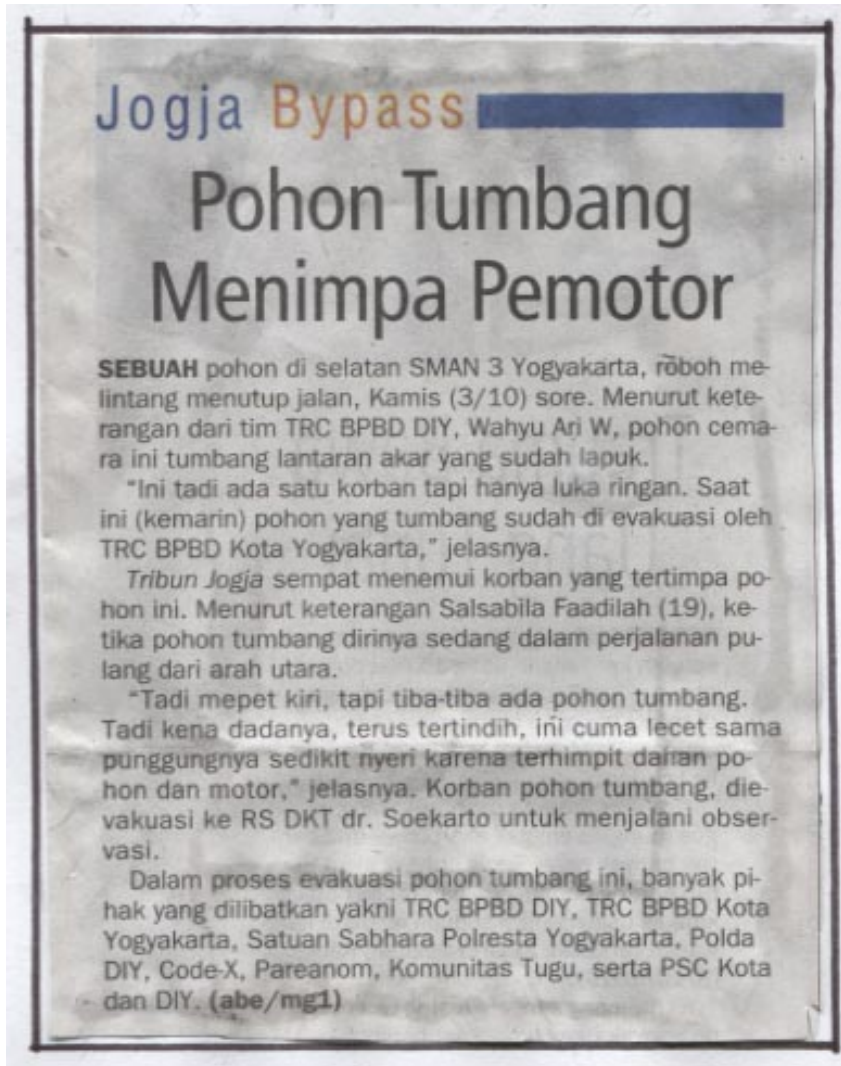 Jogja Bypass
Pohon Tumbang
Menimpa Pemotor
SEBUAH pohon di selatan SMAN 3 Yogyakarta, roboh me-
lintang menutup jalan, Kamis (3/10) sore. Menurut kete-
rangan dari tim TRC BPBD DIY, Wahyu Ari W, pohon cema-
ra ini tumbang lantaran akar yang sudah lapuk.
"Ini tadi ada satu korban tapi hanya luka ringan. Saat
ini (kemarin) pohon yang tumbang sudah di evakuasi oleh
TRC BPBD Kota Yogyakarta," jelasnya.
Tribun Jogja sempat menemui korban yang tertimpa po-
hon ini. Menurut keterangan Salsabila Faadilah (19), ke-
tika pohon tumbang dirinya sedang dalam perjalanan pu-
lang dari arah utara.
"Tadi mepet kiri, tapi tiba-tiba ada pohon tumbang.
Tadi kena dadanya, terus tertindih, ini cuma lecet sama
punggungnya sedikit nyeri karena terhimpit dahan po-
hon dan motor," jelasnya. Korban pohon tumbang, die-
vakuasi ke RS DKT dr. Soekarto untuk menjalani obser-
vasi.
Dalam proses evakuasi pohon tumbang ini, banyak pi-
hak yang dilibatkan yakni TRC BPBD DIY, TRC BPBD Kota
Yogyakarta, Satuan Sabhara Polresta Yogyakarta, Polda
DIY, Code-X, Pareanom, Komunitas Tugu, serta PSC Kota
dan DIY. (abe/mg1)